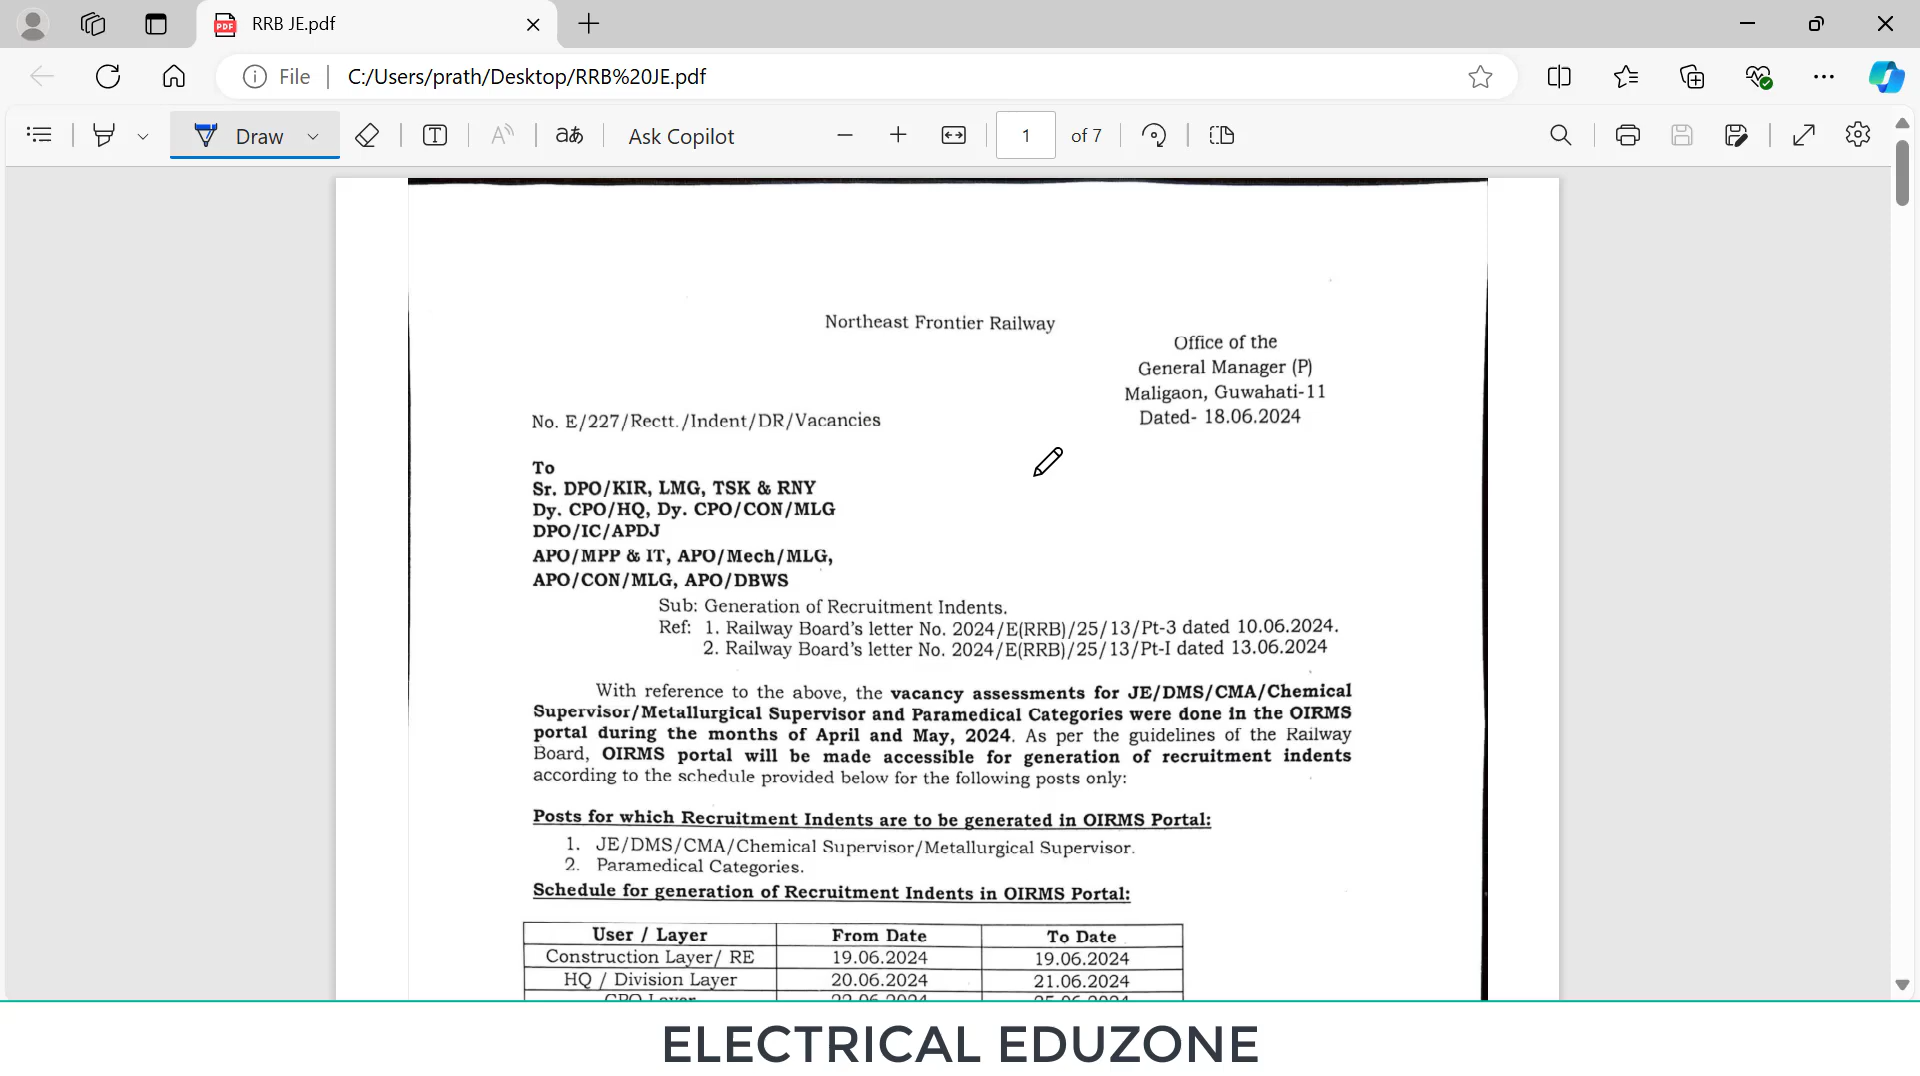 RRB JE.pdf
File
C:/Users/prath/Desktop/RRB%20JE.pdf
Draw
Ask Copilot
1 of 7
Northeast Frontier Railway
Office of the
General Manager (P)
Maligaon, Guwahati-11
Dated- 18.06.2024
No. E/227/Rectt./Indent/DR/Vacancies
To
Sr. DPO/KIR, LMG, TSK & RNY
Dy. CPO/HQ, Dy. CPO/CON/MLG
DPO/IC/APDJ
APO/MPP & IT, APO/Mech/MLG,
APO/CON/MLG, APO/DBWS
Sub: Generation of Recruitment Indents.
Ref: 1. Railway Board's letter No. 2024/E(RRB)/25/13/Pt-3 dated 10.06.2024.
2. Railway Board's letter No. 2024/E(RRB)/25/13/Pt-I dated 13.06.2024
With reference to the above, the vacancy assessments for JE/DMS/CMA/Chemical
Supervisor/Metallurgical Supervisor and Paramedical Categories were done in the OIRMS
portal during the months of April and May, 2024. As per the guidelines of the Railway
Board, OIRMS portal will be made accessible for generation of recruitment indents
according to the schedule provided below for the following posts only:
Posts for which Recruitment Indents are to be generated in OIRMS Portal:
1. JE/DMS/CMA/Chemical Supervisor/Metallurgical Supervisor.
2. Paramedical Categories.
Schedule for generation of Recruitment Indents in OIRMS Portal:
User / Layer From Date To Date
Construction Layer/ RE 19.06.2024 19.06.2024
HQ / Division Layer 20.06.2024 21.06.2024
CPO Layer 22.06.2024 25.06.2024
ELECTRICAL EDUZONE